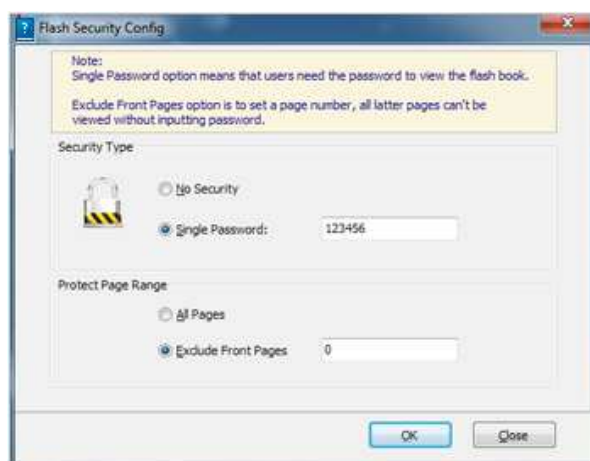 Flash Security Config
Note:
Single Password option means that users need the password to view the flash book.
Exclude Front Pages option is to set a page number, all latter pages can't be
viewed without inputting password.
Security Type
No Security
Single Password: 123456
Protect Page Range
All Pages
Exclude Front Pages 0
OK Close